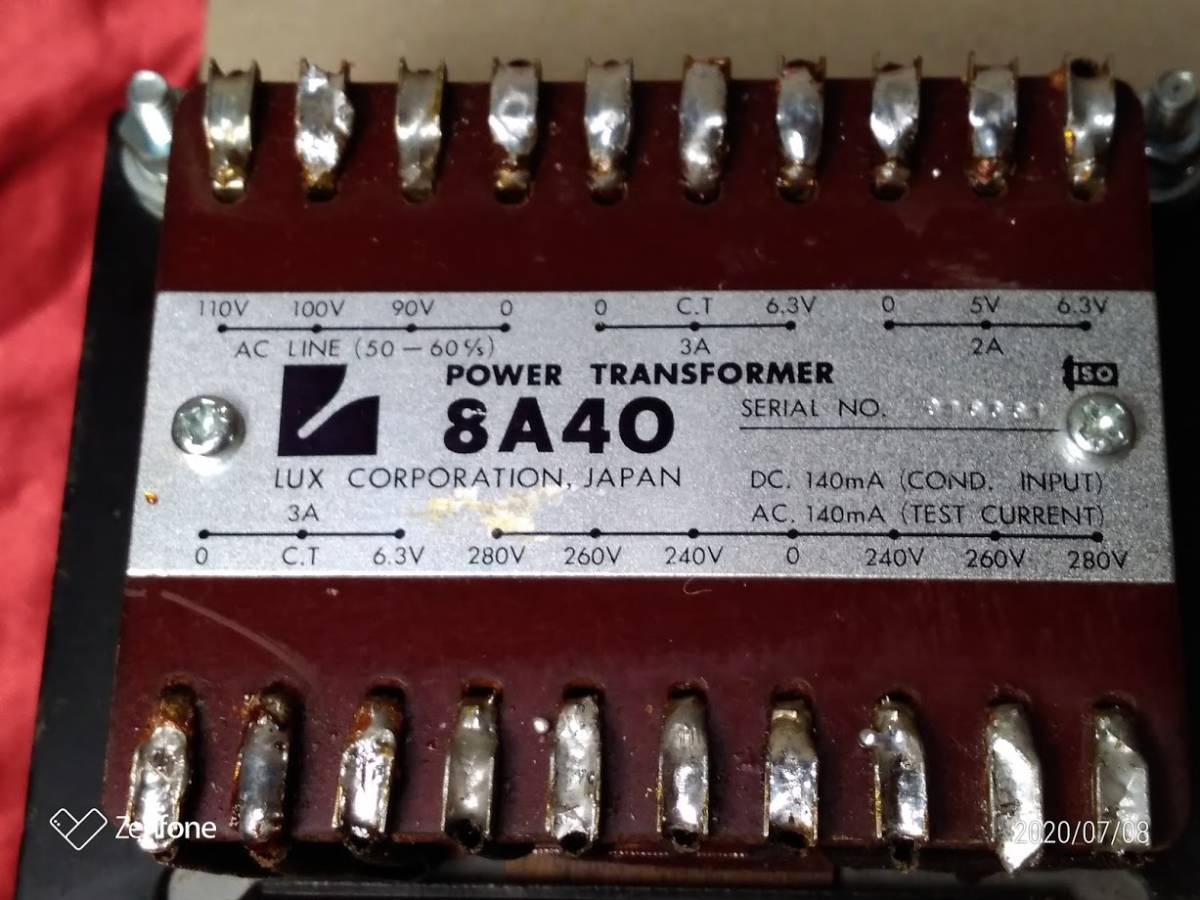 110V 100V 90V 0 0 C.T 6.3V 0 5V 6.3V
AC LINE (50 — 60 ℅s) 3A 2A
POWER TRANSFORMER
ISO
8A40
SERIAL NO.
LUX CORPORATION, JAPAN
DC. 140mA (COND. INPUT)
3A
AC. 140mA (TEST CURRENT)
0 C.T 6.3V 280V 260V 240V 0 240V 260V 280V
Zenfone
2020/07/08